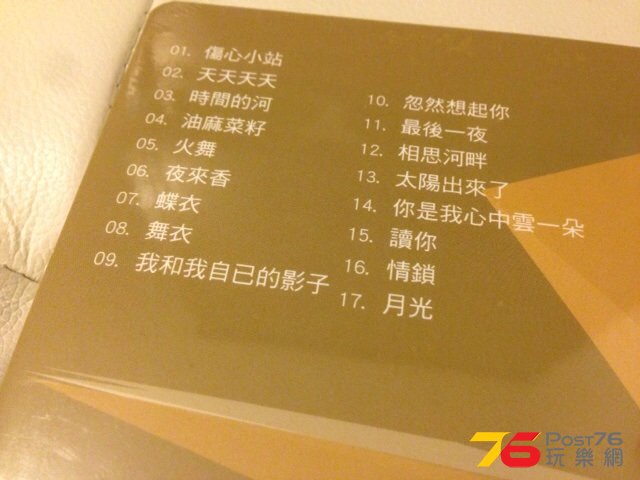 01. 傷心小站
02. 天天天天
03. 時間的河
04. 油麻菜籽
05. 火舞
06. 夜來香
07. 蝶衣
08. 舞衣
09. 我和我自已的影子
10. 忽然想起你
11. 最後一夜
12. 相思河畔
13. 太陽出來了
14. 你是我心中雲一朵
15. 讀你
16. 情鎖
17. 月光
76 POST76
玩樂網